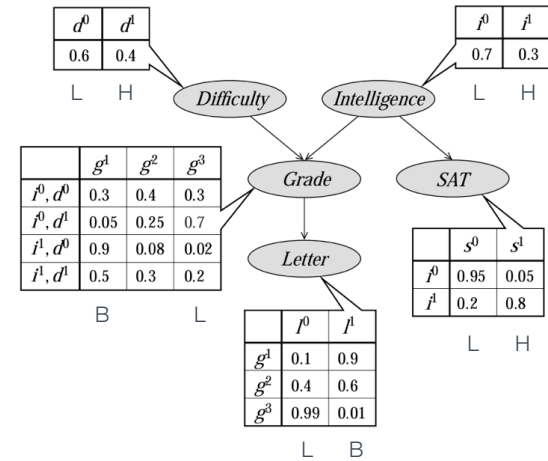 d⁰ d¹
0.6 0.4
L H
i⁰ i¹
0.7 0.3
L H
Difficulty Intelligence
g¹ g² g³
i⁰, d⁰ 0.3 0.4 0.3
i⁰, d¹ 0.05 0.25 0.7
i¹, d⁰ 0.9 0.08 0.02
i¹, d¹ 0.5 0.3 0.2
B L
Grade SAT
s⁰ s¹
i⁰ 0.95 0.05
i¹ 0.2 0.8
L H
Letter
l⁰ l¹
g¹ 0.1 0.9
g² 0.4 0.6
g³ 0.99 0.01
L B